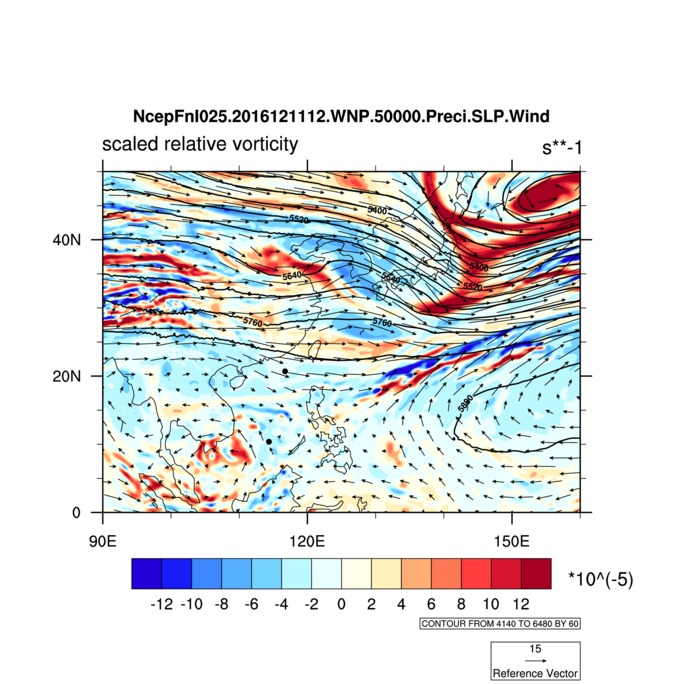 NcepFnl025.2016121112.WNP.50000.Preci.SLP.Wind
scaled relative vorticity s**-1
40N
20N
0
90E 120E 150E
5520
5400
5640
5640
5400
5520
5760
5760
5880
-12 -10 -8 -6 -4 -2 0 2 4 6 8 10 12
*10^(-5)
CONTOUR FROM 4140 TO 6480 BY 60
15
Reference Vector